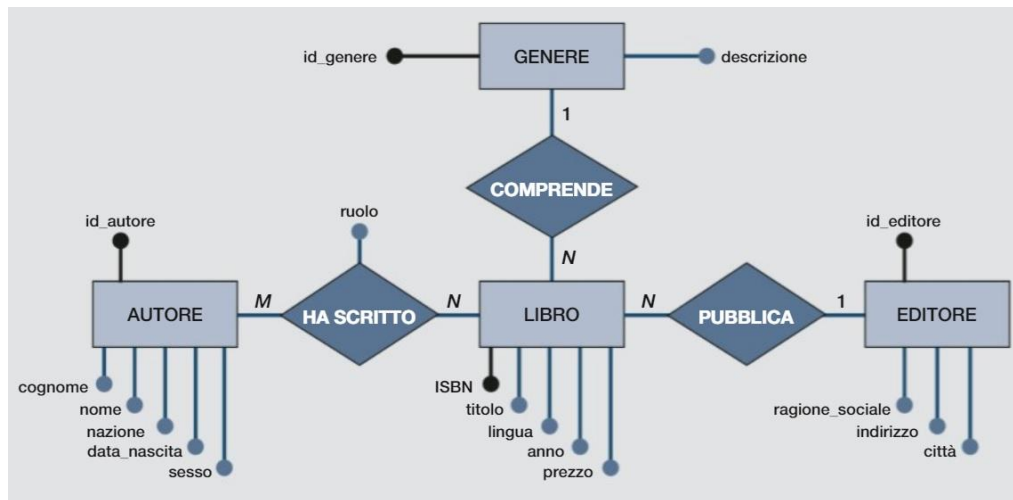 id_genere
GENERE
descrizione
1
COMPRENDE
N
id_autore
ruolo
id_editore
AUTORE
M
HA SCRITTO
N
LIBRO
N
PUBBLICA
1
EDITORE
cognome
nome
nazione
data_nascita
sesso
ISBN
titolo
lingua
anno
prezzo
ragione_sociale
indirizzo
città